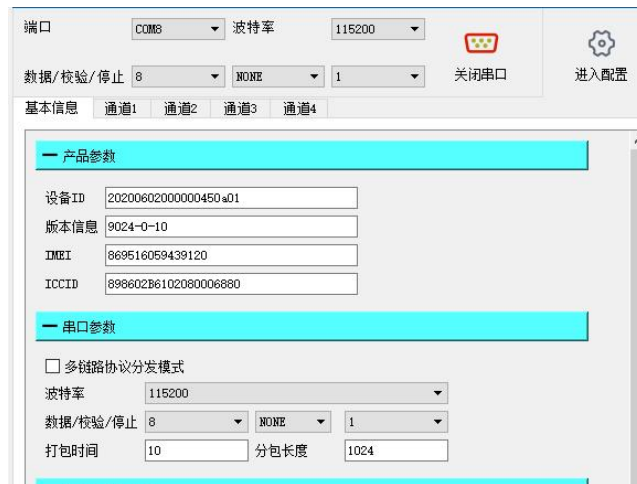 端口 COM8 波特率 115200
数据/校验/停止 8 NONE 1 关闭串口 进入配置
基本信息 通道1 通道2 通道3 通道4
产品参数
设备ID 20200602000000450a01
版本信息 9024-0-10
IMEI 869516059439120
ICCID 898602B6102080006880
串口参数
多链路协议分发模式
波特率 115200
数据/校验/停止 8 NONE 1
打包时间 10 分包长度 1024